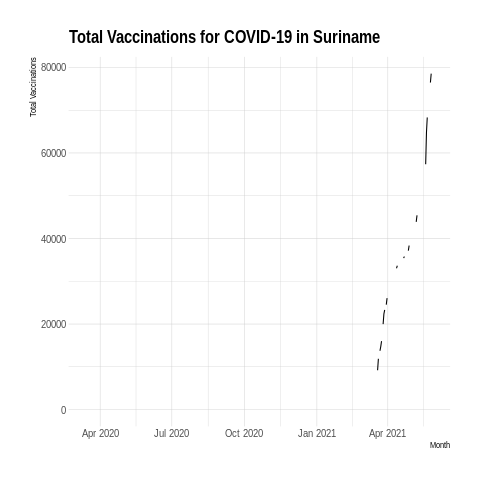 Total Vaccinations for COVID-19 in Suriname
Total Vaccinations
80000
60000
40000
20000
0
Apr 2020 Jul 2020 Oct 2020 Jan 2021 Apr 2021
Month